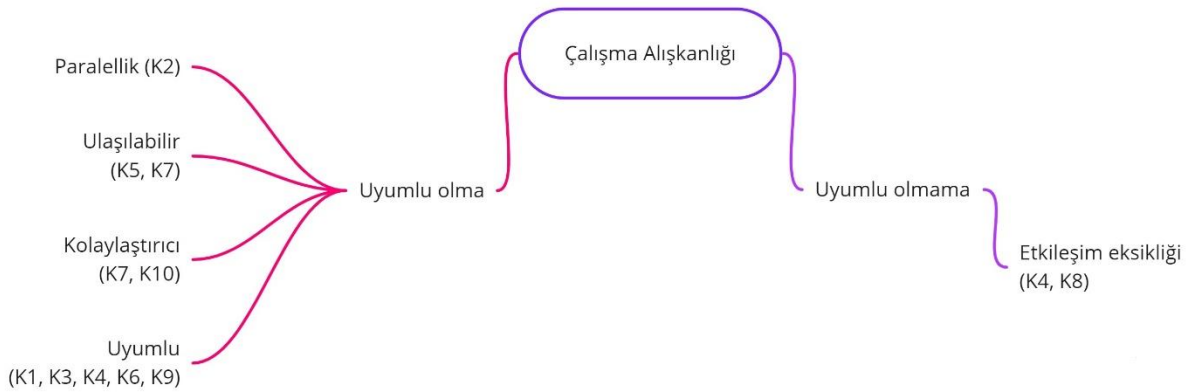 Çalışma Alışkanlığı
Uyumlu olma
Paralellik (K2)
Ulaşılabilir
(K5, K7)
Kolaylaştırıcı
(K7, K10)
Uyumlu
(K1, K3, K4, K6, K9)
Uyumlu olmama
Etkileşim eksikliği
(K4, K8)